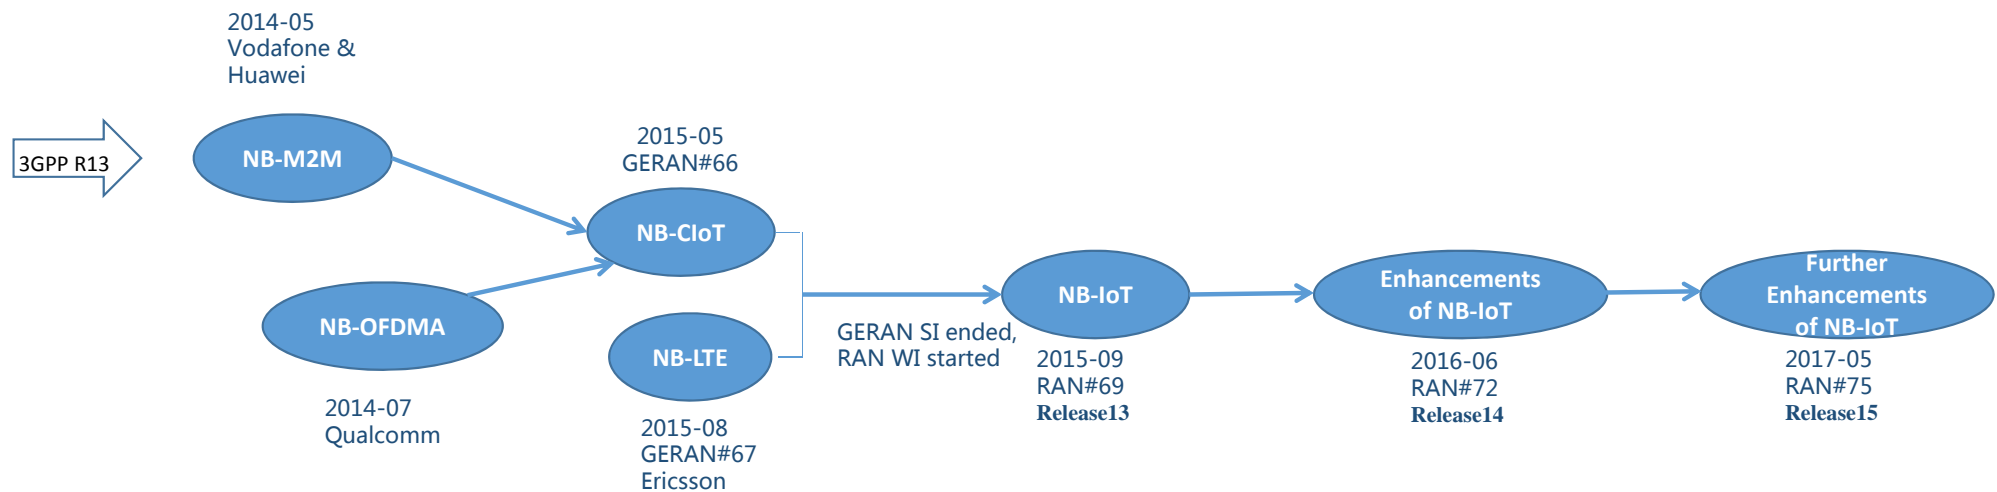 2014-05
Vodafone &
Huawei
3GPP R13
NB-M2M
2015-05
GERAN#66
NB-CIoT
NB-OFDMA
2014-07
Qualcomm
NB-LTE
2015-08
GERAN#67
Ericsson
GERAN SI ended,
RAN WI started
NB-IoT
2015-09
RAN#69
Release13
Enhancements
of NB-IoT
2016-06
RAN#72
Release14
Further
Enhancements
of NB-IoT
2017-05
RAN#75
Release15